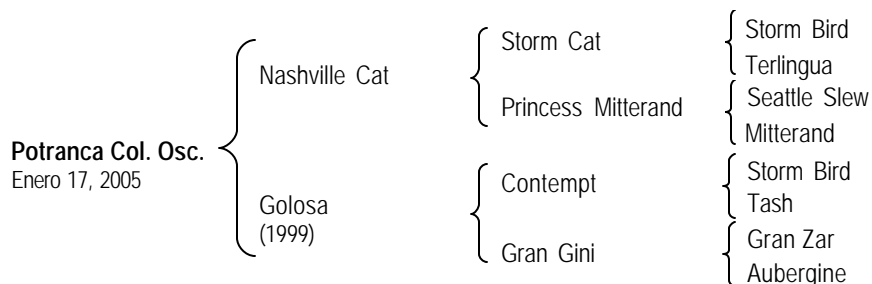 Storm Bird
Storm Cat
Terlingua
Nashville Cat
Seattle Slew
Princess Mitterand
Mitterand
Potranca Col. Osc.
Enero 17, 2005
Storm Bird
Contempt
Tash
Golosa
(1999)
Gran Zar
Gran Gini
Aubergine